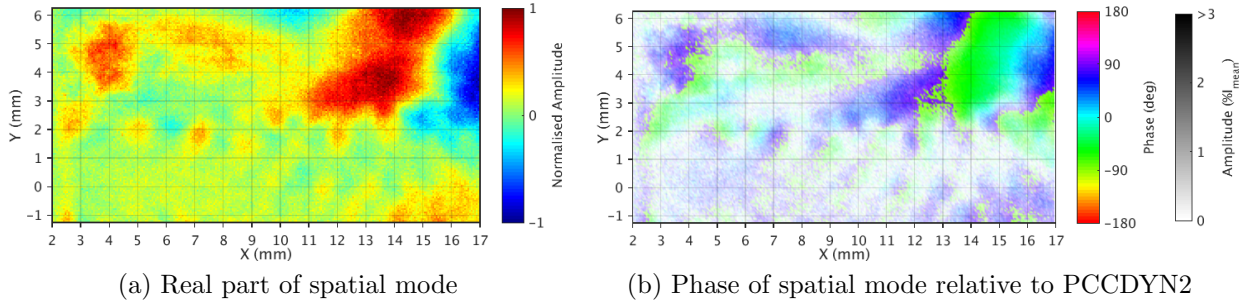 6
5
4
3
2
1
0
−1
2 3 4 5 6 7 8 9 10 11 12 13 14 15 16 17
X (mm)
Y (mm)
1
0
−1
Normalised Amplitude
(a) Real part of spatial mode
6
5
4
3
2
1
0
−1
2 3 4 5 6 7 8 9 10 11 12 13 14 15 16 17
X (mm)
Y (mm)
180
90
0
−90
−180
Phase (deg)
>3
2
1
0
Amplitude (%I_mean)
(b) Phase of spatial mode relative to PCCDYN2